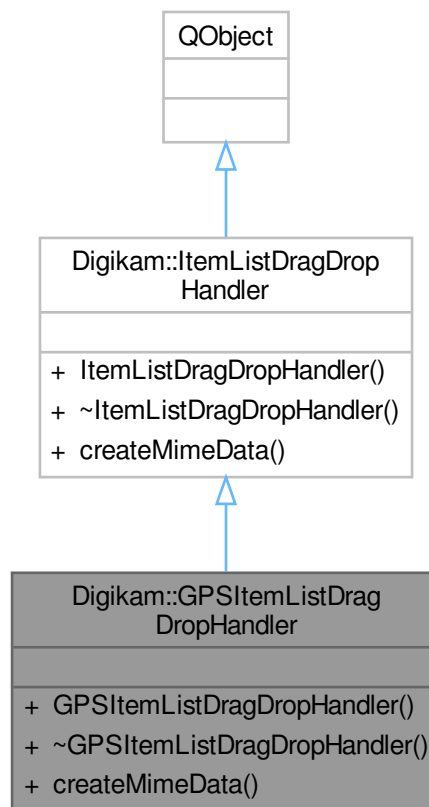 QObject
Digikam::ItemListDragDrop
Handler
+ ItemListDragDropHandler()
+ ~ItemListDragDropHandler()
+ createMimeData()
Digikam::GPSItemListDrag
DropHandler
+ GPSItemListDragDropHandler()
+ ~GPSItemListDragDropHandler()
+ createMimeData()